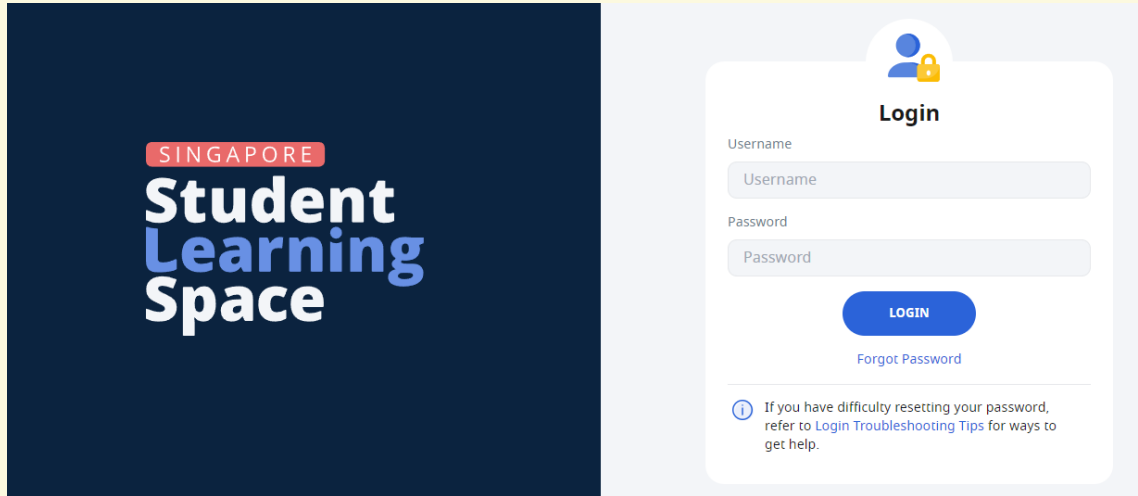 SINGAPORE
Student
Learning
Space
Login
Username
Username
Password
Password
LOGIN
Forgot Password
If you have difficulty resetting your password,
refer to Login Troubleshooting Tips for ways to
get help.